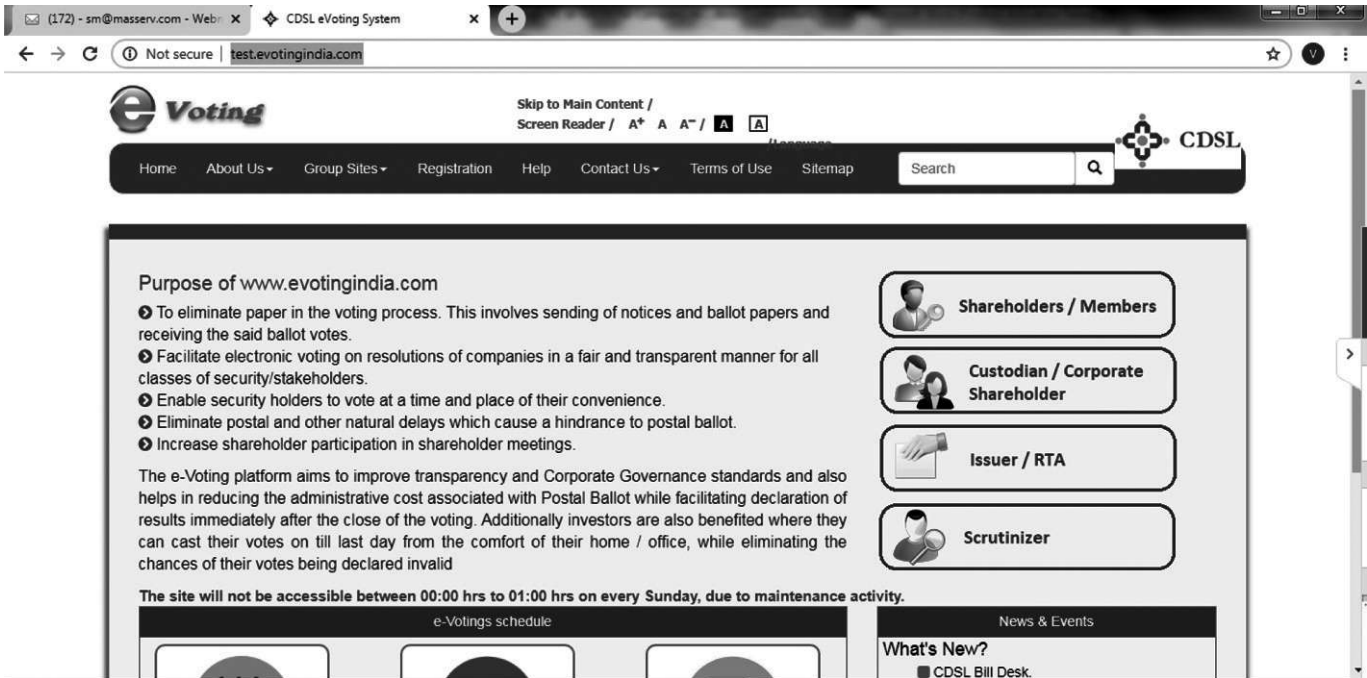 (172) - sm@masserv.com - Webr
CDSL eVoting System
Not secure | test.evotingindia.com
V
e Voting
Skip to Main Content /
Screen Reader / A+ A A- / A A
/Language
CDSL
Home About Us Group Sites Registration Help Contact Us Terms of Use Sitemap Search
Purpose of www.evotingindia.com
To eliminate paper in the voting process. This involves sending of notices and ballot papers and
receiving the said ballot votes.
Facilitate electronic voting on resolutions of companies in a fair and transparent manner for all
classes of security/stakeholders.
Enable security holders to vote at a time and place of their convenience.
Eliminate postal and other natural delays which cause a hindrance to postal ballot.
Increase shareholder participation in shareholder meetings.
The e-Voting platform aims to improve transparency and Corporate Governance standards and also
helps in reducing the administrative cost associated with Postal Ballot while facilitating declaration of
results immediately after the close of the voting. Additionally investors are also benefited where they
can cast their votes on till last day from the comfort of their home / office, while eliminating the
chances of their votes being declared invalid
Shareholders / Members
Custodian / Corporate
Shareholder
Issuer / RTA
Scrutinizer
The site will not be accessible between 00:00 hrs to 01:00 hrs on every Sunday, due to maintenance activity.
e-Votings schedule
News & Events
What's New?
CDSL Bill Desk.